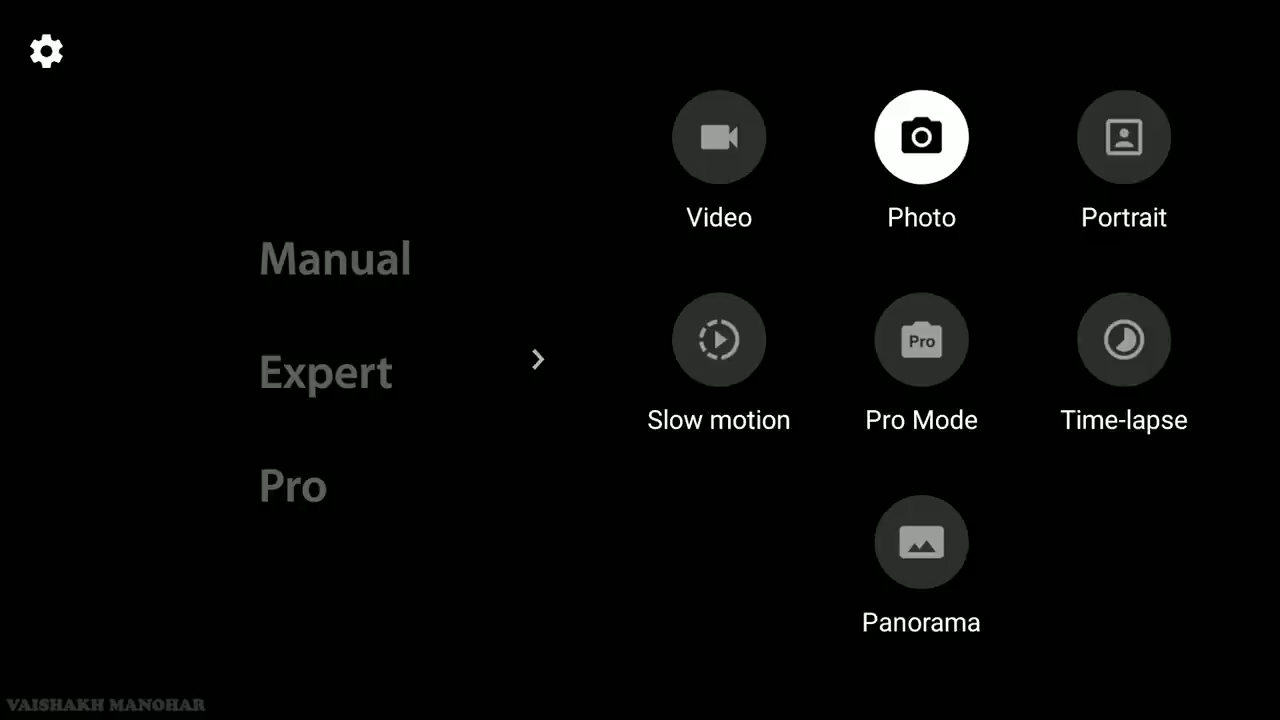 Manual
Expert
Pro
Video
Photo
Portrait
Slow motion
Pro
Pro Mode
Time-lapse
Panorama
VAISHAKH MANOHAR